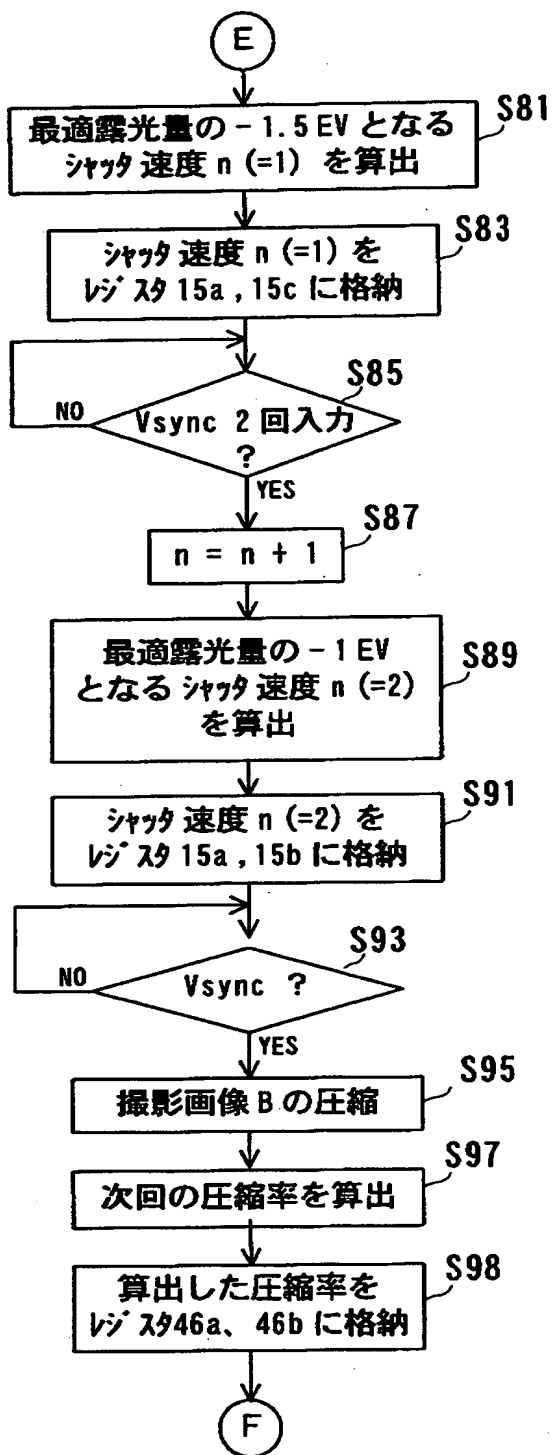 E
S81
最適露光量の -1.5 EV となる
シャッタ 速度 n (=1) を算出
S83
シャッタ 速度 n (=1) を
レジスタ 15a , 15c に格納
S85
NO
Vsync 2 回入力
?
YES
S87
n = n + 1
S89
最適露光量の -1 EV
となる シャッタ 速度 n (=2)
を算出
S91
シャッタ 速度 n (=2) を
レジスタ 15a , 15b に格納
S93
NO
Vsync ?
YES
S95
撮影画像 B の圧縮
S97
次回の圧縮率を算出
S98
算出した圧縮率を
レジスタ46a、46b に格納
F